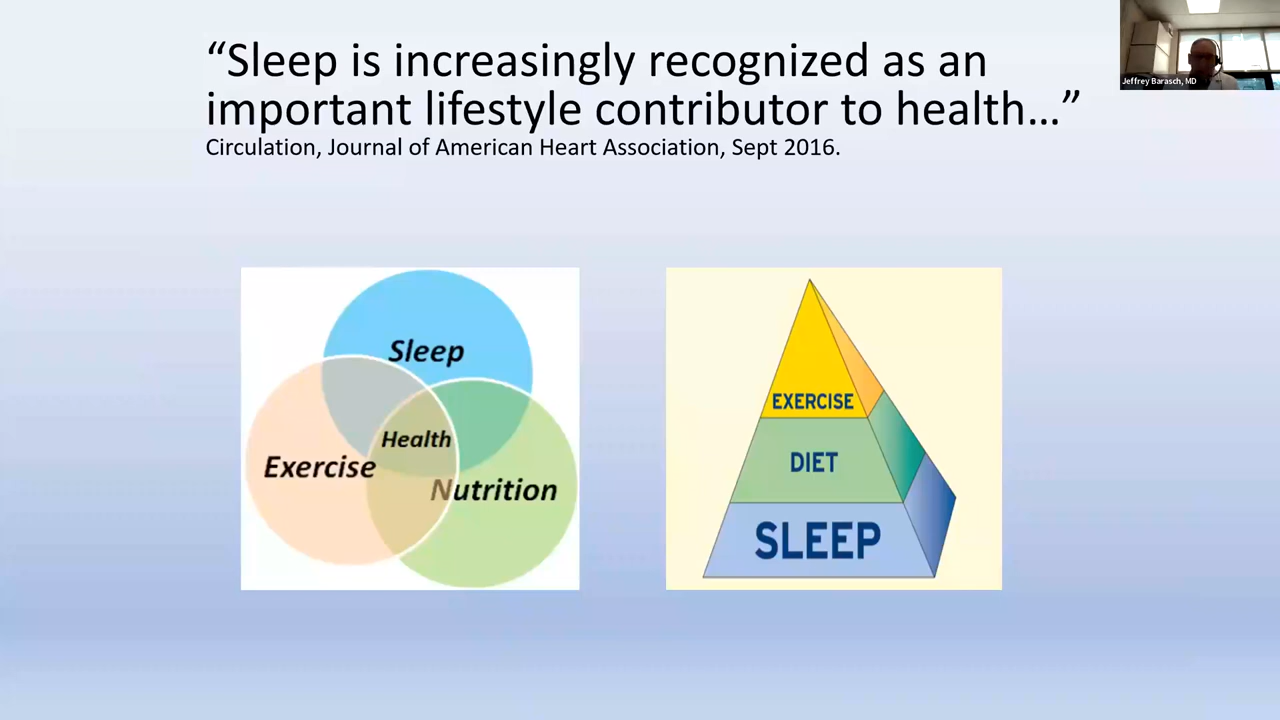 “Sleep is increasingly recognized as an
important lifestyle contributor to health…”
Circulation, Journal of American Heart Association, Sept 2016.
Jeffrey Barasch, MD
Sleep
Health
Exercise
Nutrition
EXERCISE
DIET
SLEEP